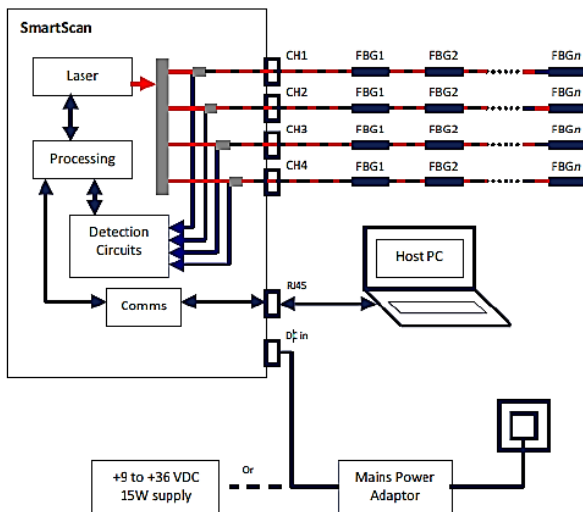 SmartScan
Laser
Processing
Detection
Circuits
Comms
CH1 FBG1 FBG2 FBGn
CH2 FBG1 FBG2 FBGn
CH3 FBG1 FBG2 FBGn
CH4 FBG1 FBG2 FBGn
RJ45
Host PC
in
+9 to +36 VDC
15W supply
Or
Mains Power
Adaptor